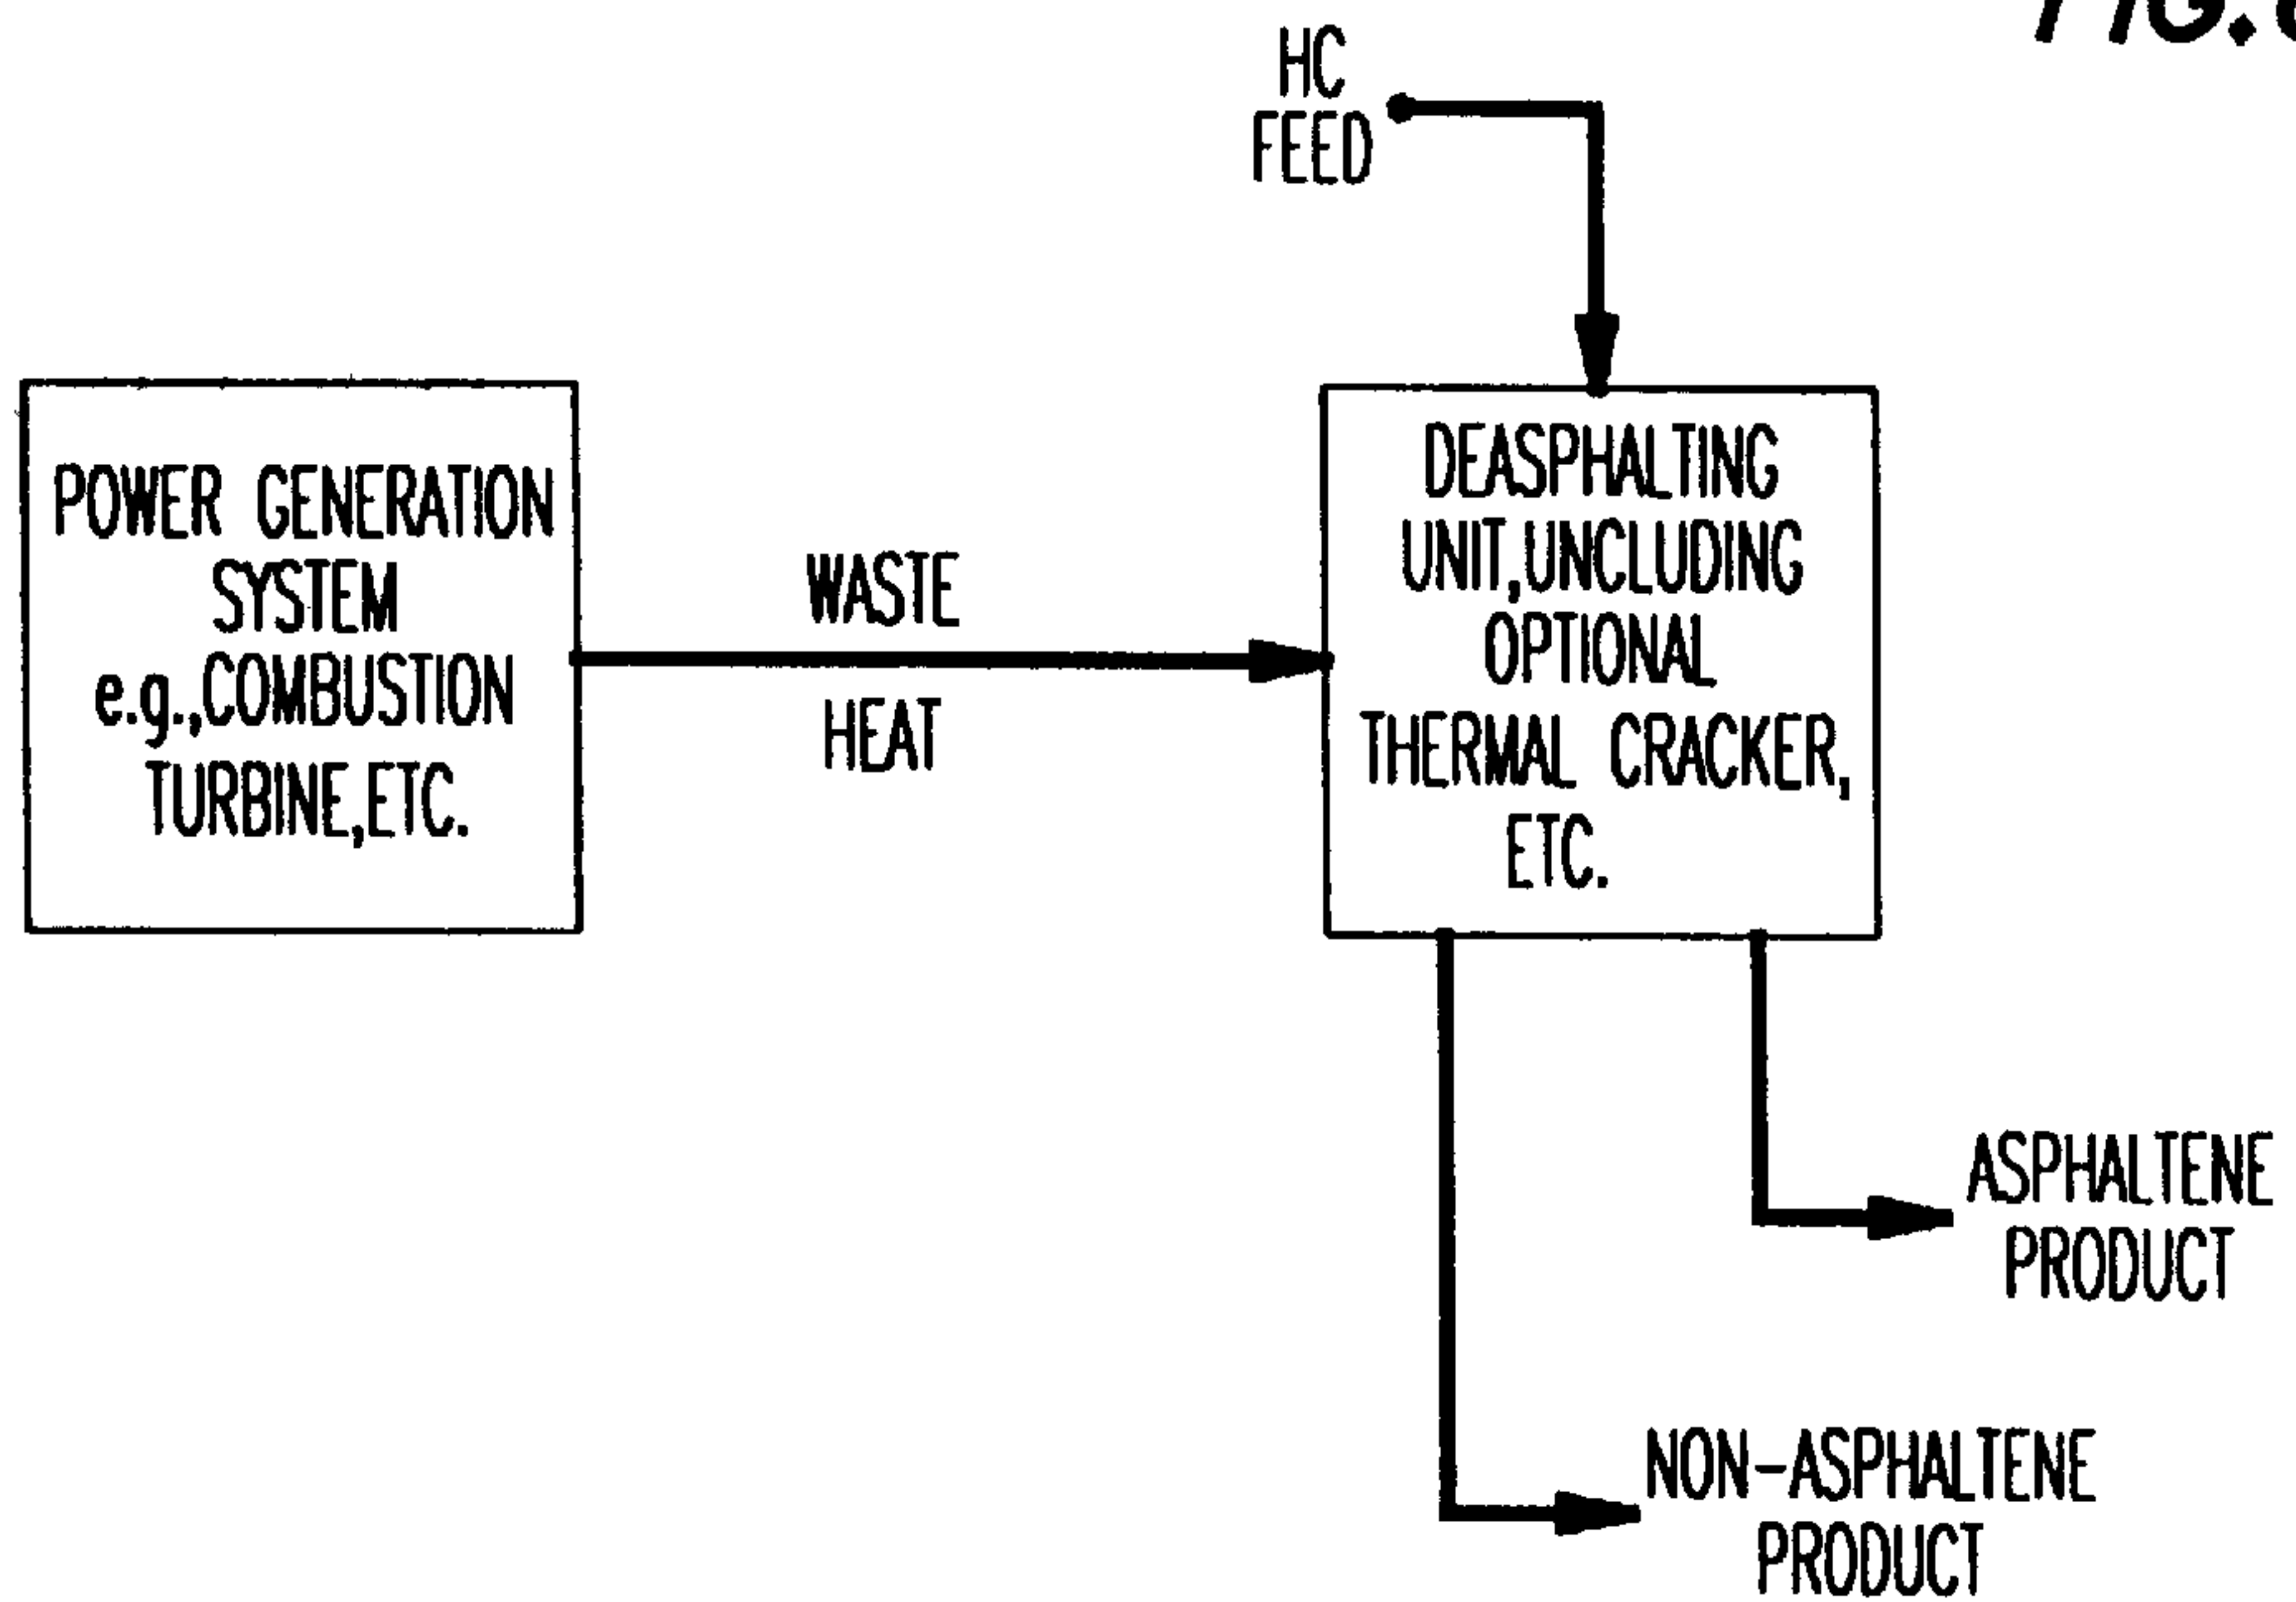 FIG.
HC
FEED
POWER GENERATION
SYSTEM
e.g.,COMBUSTION
TURBINE,ETC.
WASTE
HEAT
DEASPHALTING
UNIT,UNCLUDING
OPTIONAL
THERMAL CRACKER,
ETC.
ASPHALTENE
PRODUCT
NON-ASPHALTENE
PRODUCT